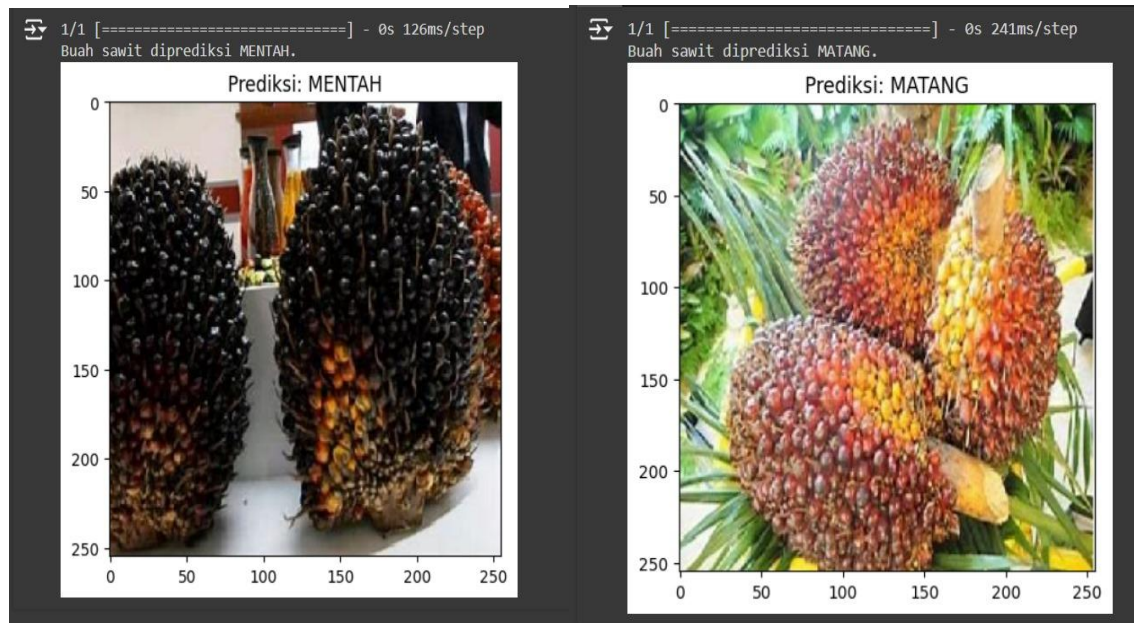 1/1 [==============================] - 0s 126ms/step
Buah sawit diprediksi MENTAH.
Prediksi: MENTAH
0
50
100
150
200
250
0 50 100 150 200 250
1/1 [==============================] - 0s 241ms/step
Buah sawit diprediksi MATANG.
Prediksi: MATANG
0
50
100
150
200
250
0 50 100 150 200 250